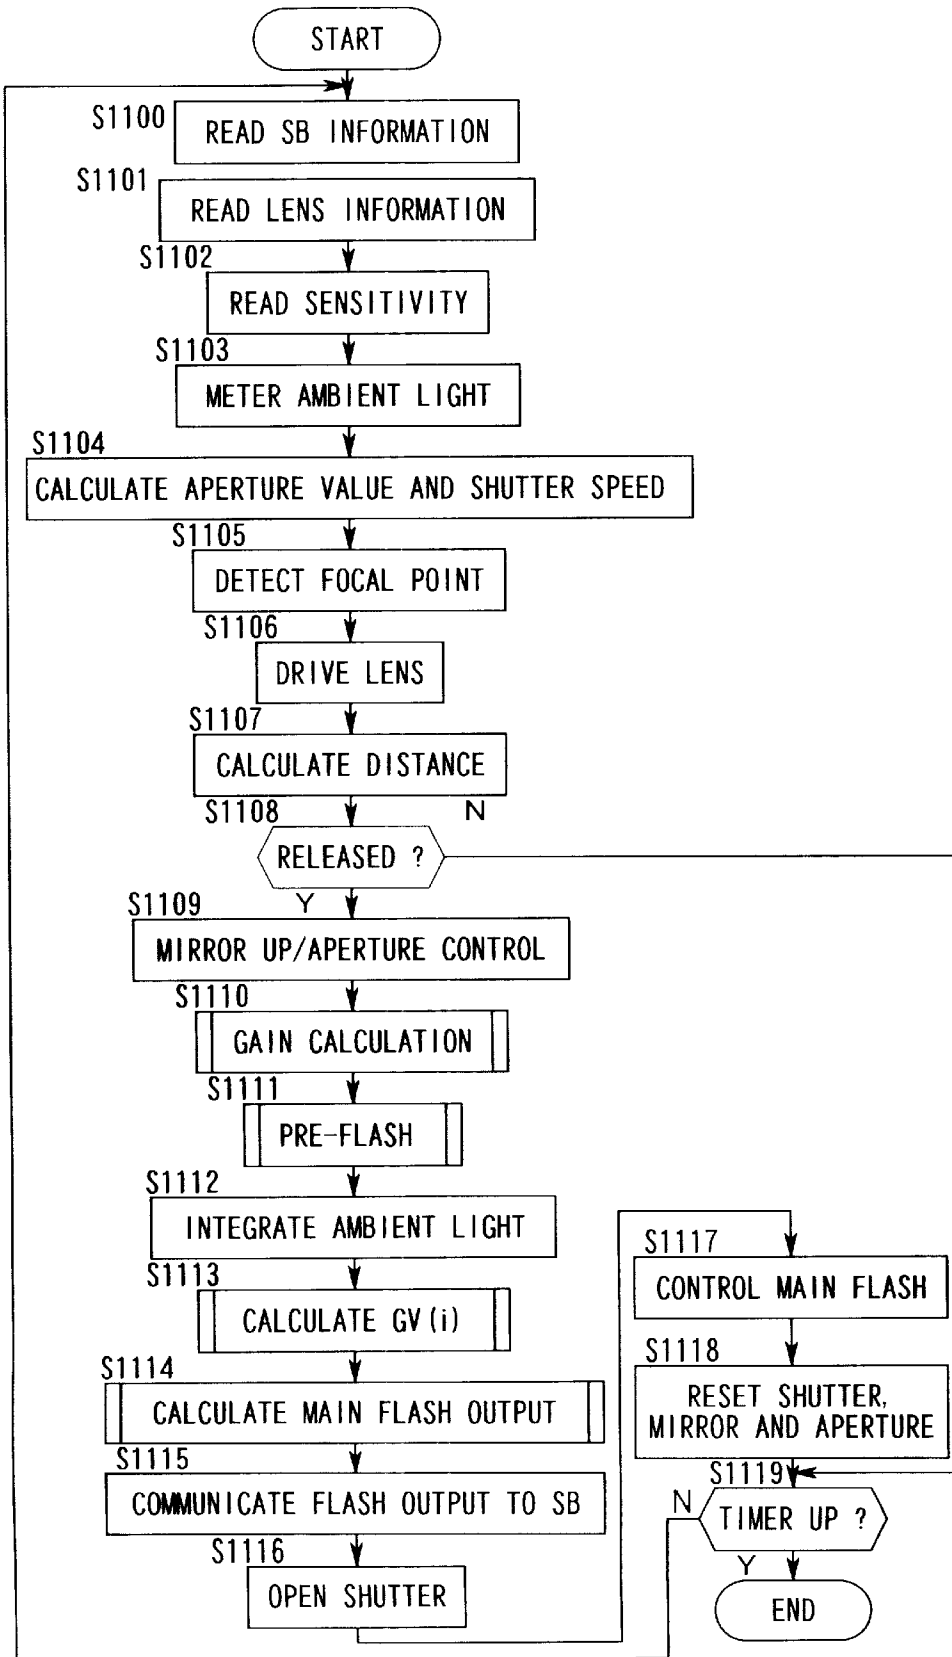 START
S1100
READ SB INFORMATION
S1101
READ LENS INFORMATION
S1102
READ SENSITIVITY
S1103
METER AMBIENT LIGHT
S1104
CALCULATE APERTURE VALUE AND SHUTTER SPEED
S1105
DETECT FOCAL POINT
S1106
DRIVE LENS
S1107
CALCULATE DISTANCE
S1108
N
RELEASED ?
Y
S1109
MIRROR UP/APERTURE CONTROL
S1110
GAIN CALCULATION
S1111
PRE-FLASH
S1112
INTEGRATE AMBIENT LIGHT
S1113
CALCULATE GV(i)
S1114
CALCULATE MAIN FLASH OUTPUT
S1115
COMMUNICATE FLASH OUTPUT TO SB
S1116
OPEN SHUTTER
S1117
CONTROL MAIN FLASH
S1118
RESET SHUTTER,
MIRROR AND APERTURE
S1119
N
TIMER UP ?
Y
END